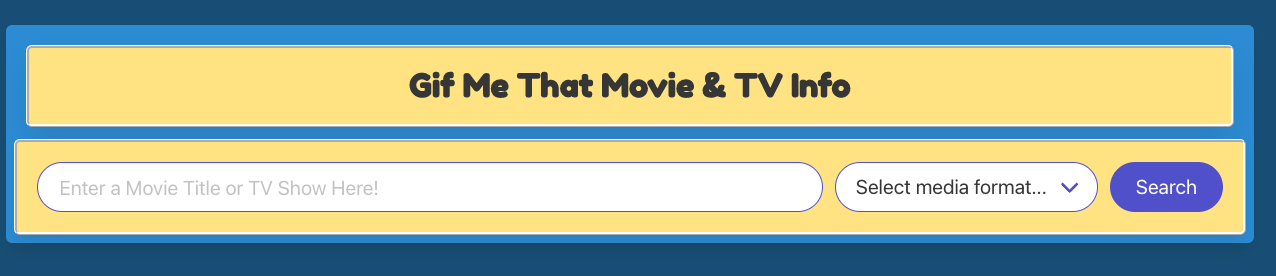 Gif Me That Movie & TV Info
Enter a Movie Title or TV Show Here! Select media format... Search